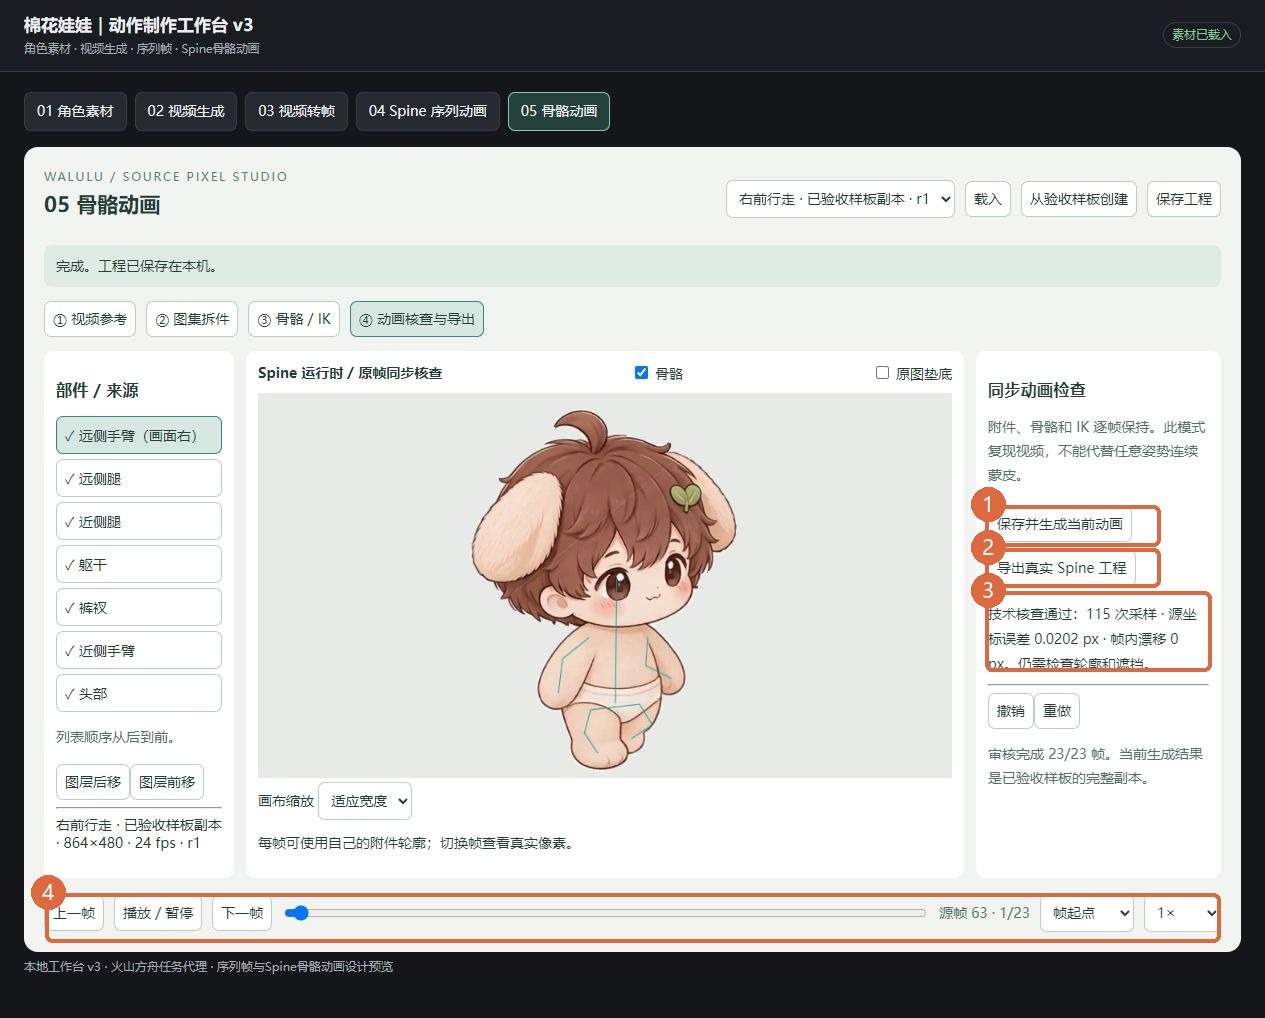 棉花娃娃 | 动作制作工作台 v3
角色素材 · 视频生成 · 序列帧 · Spine骨骼动画
素材已载入
01 角色素材
02 视频生成
03 视频转帧
04 Spine 序列动画
05 骨骼动画
WALULU / SOURCE PIXEL STUDIO
05 骨骼动画
右前行走 · 已验收样板副本 · r1
载入
从验收样板创建
保存工程
完成。工程已保存在本机。
① 视频参考
② 图集拆件
③ 骨骼 / IK
④ 动画核查与导出
部件 / 来源
✓ 远侧手臂（画面右）
✓ 远侧腿
✓ 近侧腿
✓ 躯干
✓ 裤衩
✓ 近侧手臂
✓ 头部
列表顺序从后到前。
图层后移
图层前移
右前行走 · 已验收样板副本
· 864×480 · 24 fps · r1
Spine 运行时 / 原帧同步核查
骨骼
原图垫底
画布缩放
适应宽度
每帧可使用自己的附件轮廓；切换帧查看真实像素。
同步动画检查
附件、骨骼和 IK 逐帧保持。此模式
复现视频，不能代替任意姿势连续
蒙皮。
1
保存并生成当前动画
2
导出真实 Spine 工程
3
技术核查通过：115 次采样 · 源坐
标误差 0.0202 px · 帧内漂移 0
px。仍需检查轮廓和遮挡。
撤销
重做
审核完成 23/23 帧。当前生成结果
是已验收样板的完整副本。
4
上一帧
播放 / 暂停
下一帧
源帧 63 · 1/23
帧起点
1×
本地工作台 v3 · 火山方舟任务代理 · 序列帧与Spine骨骼动画设计预览